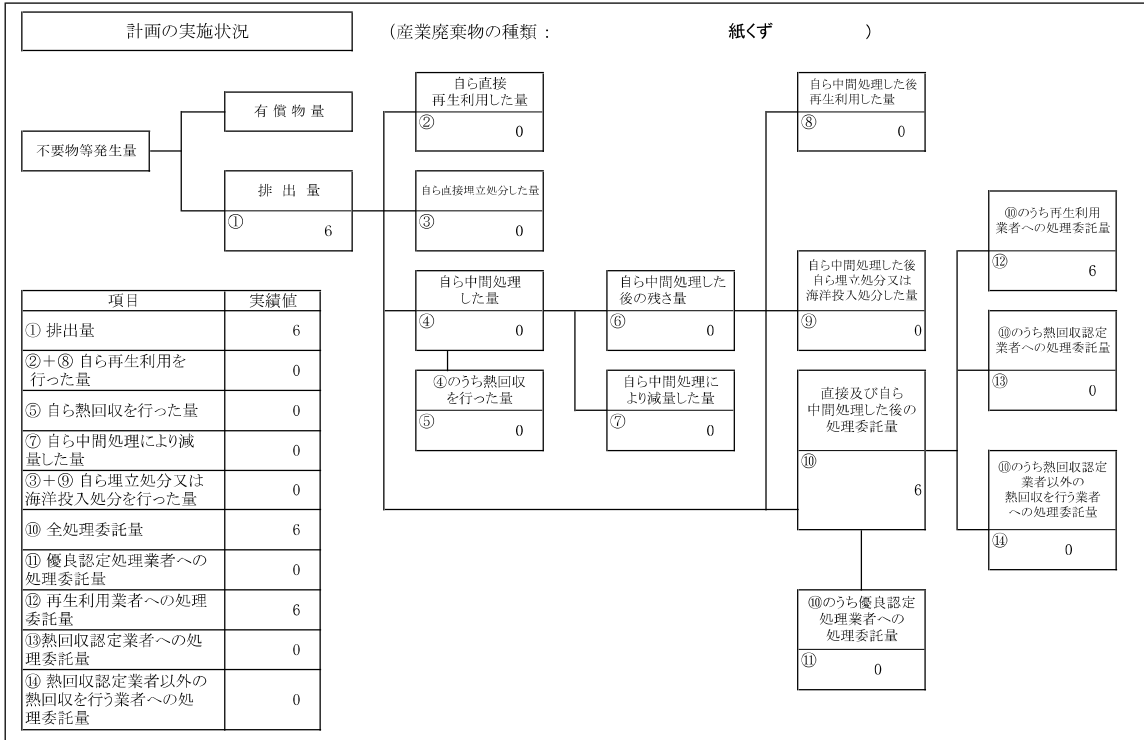 計画の実施状況
(産業廃棄物の種類： 紙くず )
不要物等発生量
有償物量
排出量
①
6
自ら直接
再生利用した量
②
0
自ら直接埋立処分した量
③
0
自ら中間処理
した量
④
0
④のうち熱回収
を行った量
⑤
0
自ら中間処理した
後の残さ量
⑥
0
自ら中間処理に
より減量した量
⑦
0
自ら中間処理した後
再生利用した量
⑧
0
自ら中間処理した後
自ら埋立処分又は
海洋投入処分した量
⑨
0
直接及び自ら
中間処理した後の
処理委託量
⑩
6
⑩のうち優良認定
処理業者への
処理委託量
⑪
0
⑩のうち再生利用
業者への処理委託量
⑫
6
⑩のうち熱回収認定
業者への処理委託量
⑬
0
⑩のうち熱回収認定
業者以外の
熱回収を行う業者
への処理委託量
⑭
0
項目 実績値
① 排出量 6
②＋⑧ 自ら再生利用を
行った量 0
⑤ 自ら熱回収を行った量 0
⑦ 自ら中間処理により減
量した量 0
③＋⑨ 自ら埋立処分又は
海洋投入処分を行った量 0
⑩ 全処理委託量 6
⑪ 優良認定処理業者への
処理委託量 0
⑫ 再生利用業者への処理
委託量 6
⑬熱回収認定業者への処
理委託量 0
⑭ 熱回収認定業者以外の
熱回収を行う業者への処
理委託量 0